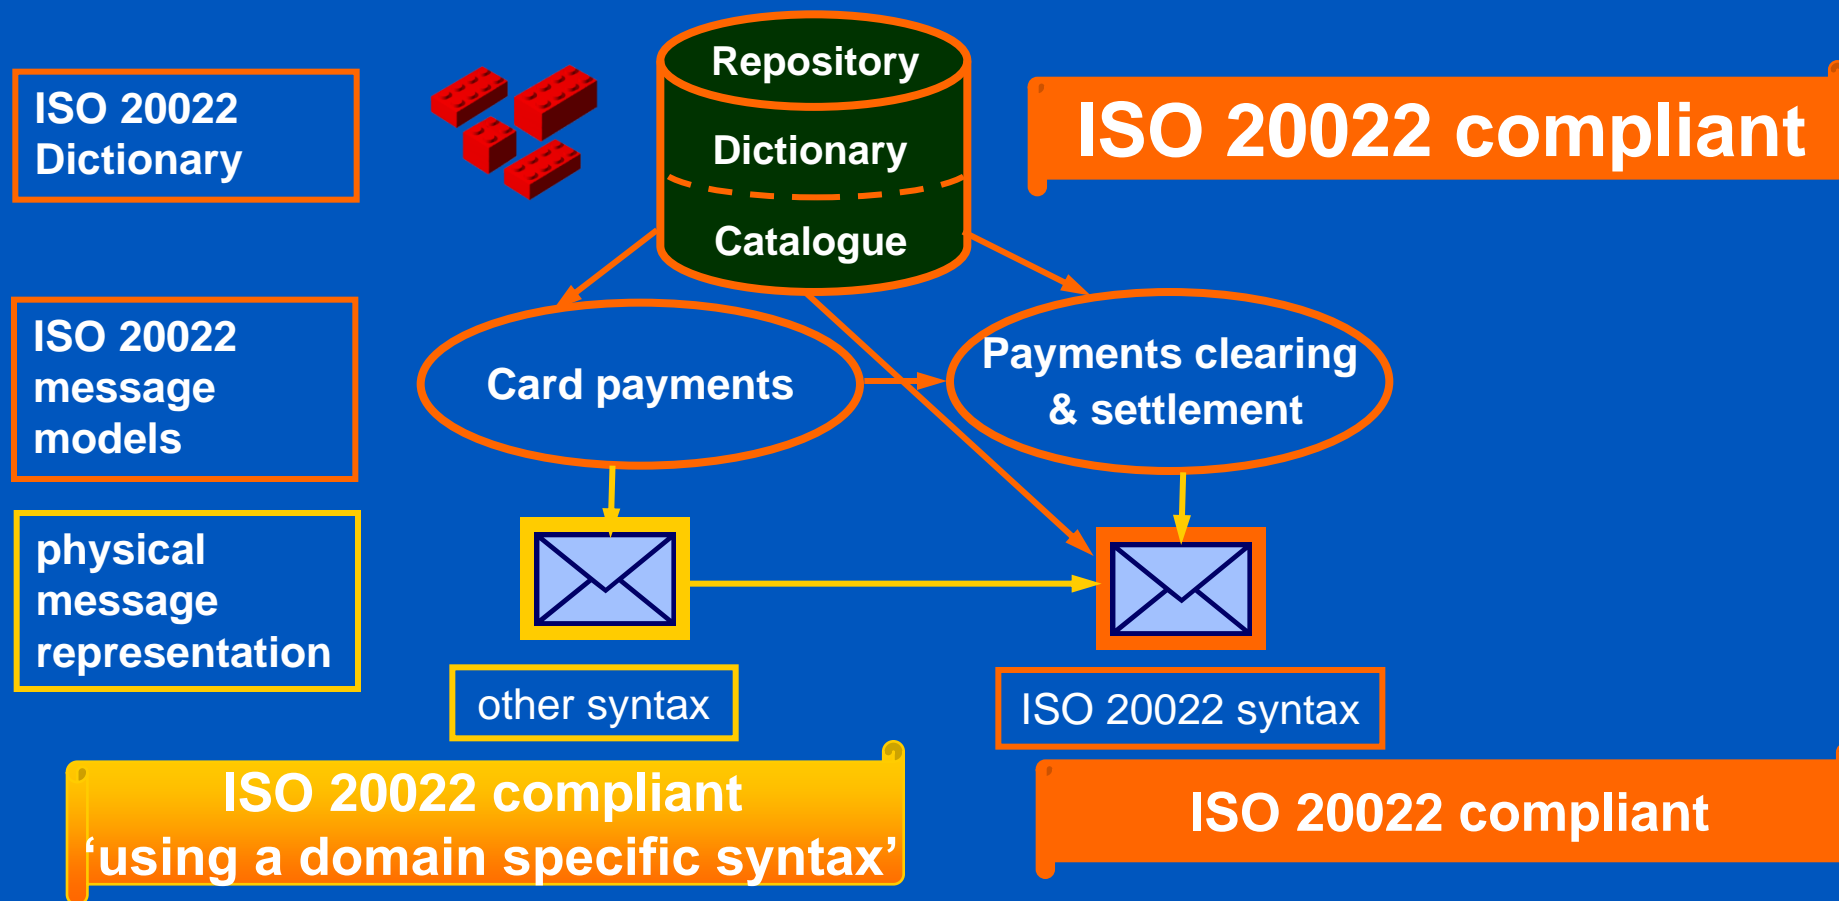 ISO 20022
Dictionary
Repository
Dictionary
Catalogue
ISO 20022 compliant
ISO 20022
message
models
Card payments
Payments clearing
& settlement
physical
message
representation
other syntax
ISO 20022 syntax
ISO 20022 compliant
‘using a domain specific syntax’
ISO 20022 compliant